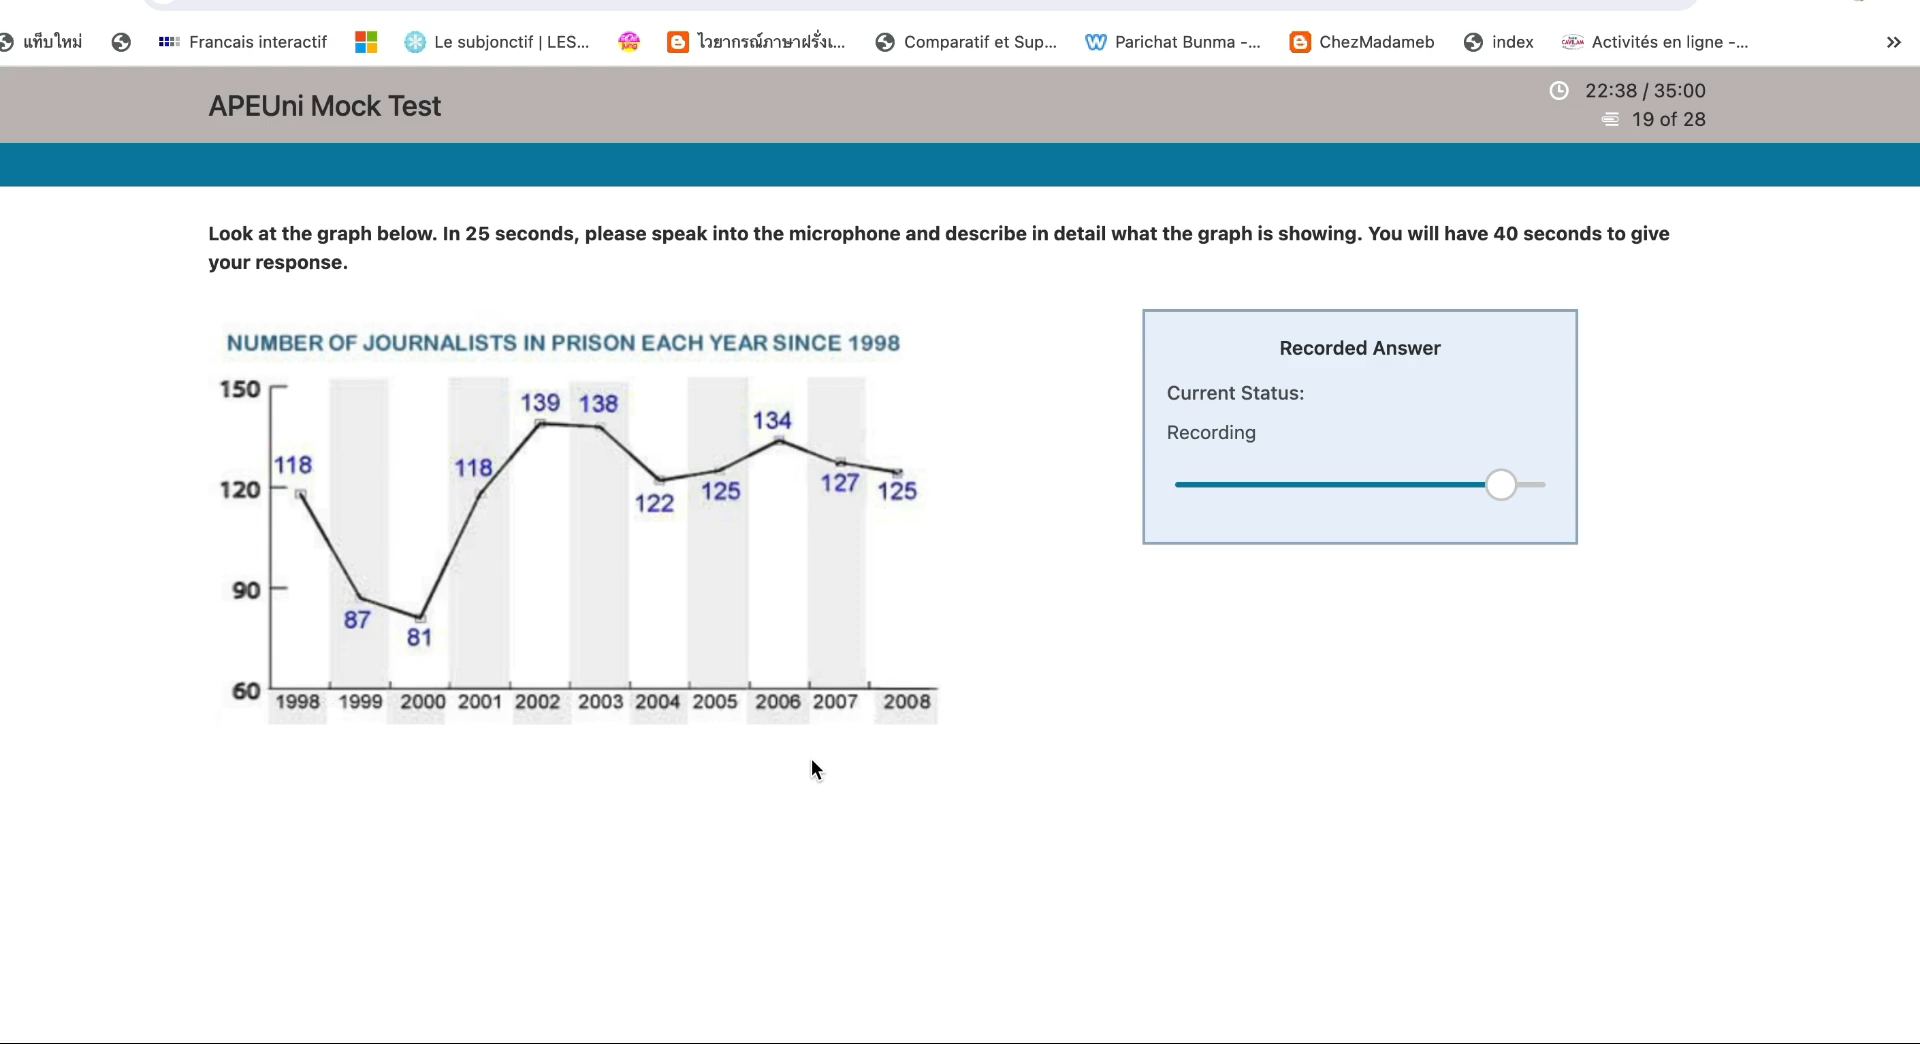 แท็บใหม่ Francais interactif Le subjonctif | LES... ไวยากรณ์ภาษาฝรั่งเ... Comparatif et Sup... Parichat Bunma -... ChezMadameb index Activités en ligne -... »
APEUni Mock Test
22:38 / 35:00
19 of 28
Look at the graph below. In 25 seconds, please speak into the microphone and describe in detail what the graph is showing. You will have 40 seconds to give
your response.
NUMBER OF JOURNALISTS IN PRISON EACH YEAR SINCE 1998
150
120
90
60
118
87
81
118
139
138
122
125
134
127
125
1998 1999 2000 2001 2002 2003 2004 2005 2006 2007 2008
Recorded Answer
Current Status:
Recording